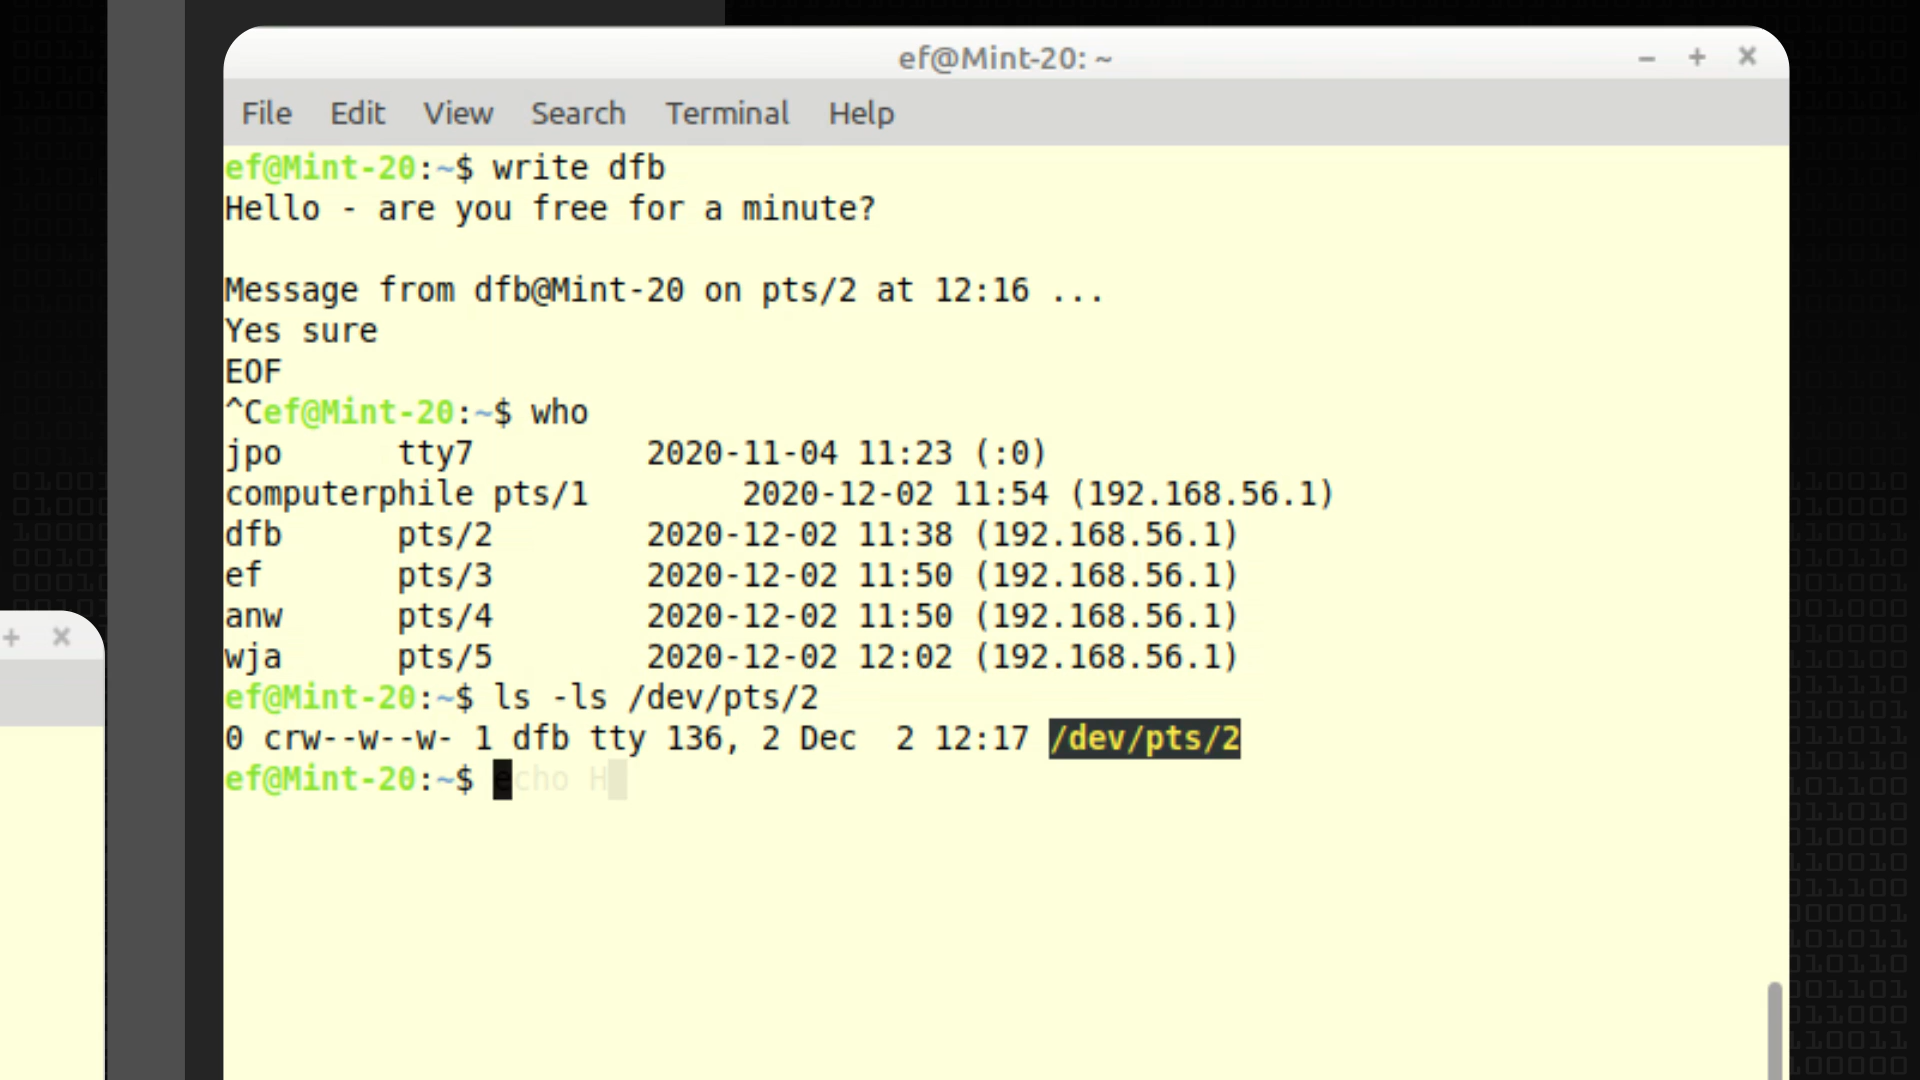 ef@Mint-20: ~
File Edit View Search Terminal Help
ef@Mint-20:~$ write dfb
Hello - are you free for a minute?
Message from dfb@Mint-20 on pts/2 at 12:16 ...
Yes sure
EOF
^Cef@Mint-20:~$ who
jpo      tty7         2020-11-04 11:23 (:0)
computerphile pts/1        2020-12-02 11:54 (192.168.56.1)
dfb      pts/2        2020-12-02 11:38 (192.168.56.1)
ef       pts/3        2020-12-02 11:50 (192.168.56.1)
anw      pts/4        2020-12-02 11:50 (192.168.56.1)
wja      pts/5        2020-12-02 12:02 (192.168.56.1)
ef@Mint-20:~$ ls -ls /dev/pts/2
0 crw--w--w- 1 dfb tty 136, 2 Dec  2 12:17 /dev/pts/2
ef@Mint-20:~$ echo H